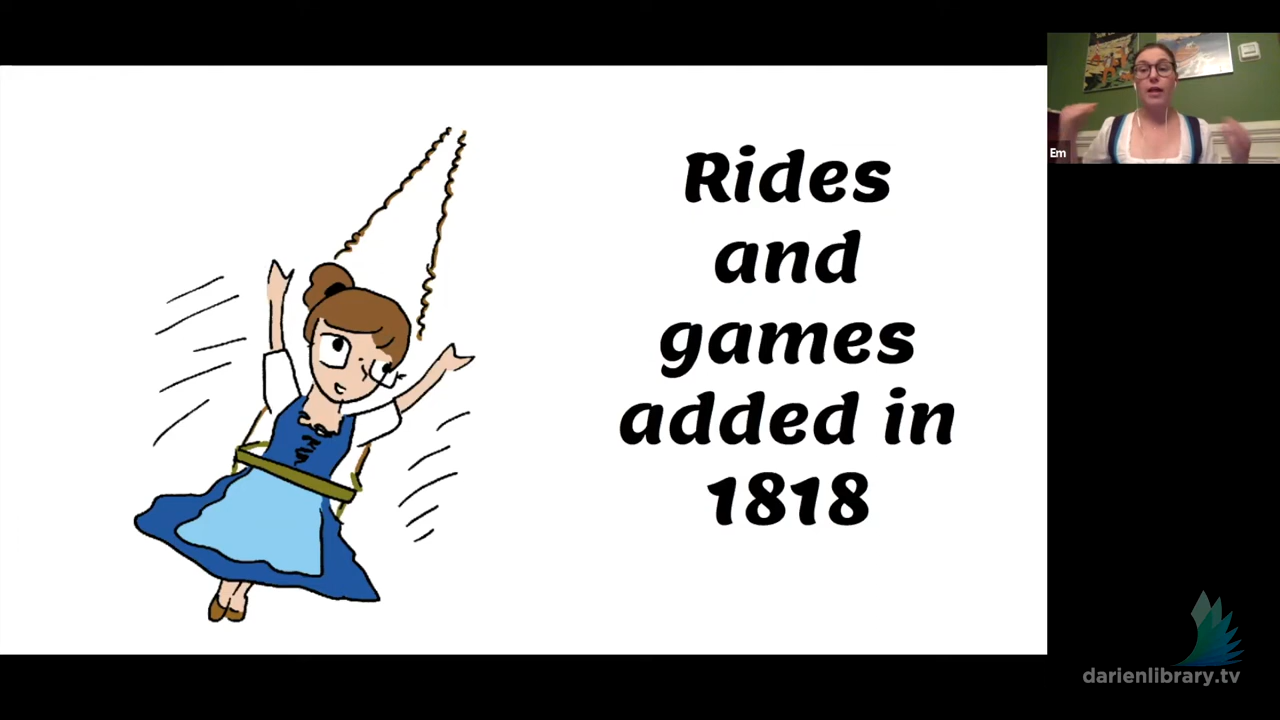 Rides
and
games
added in
1818
Em
darienlibrary.tv